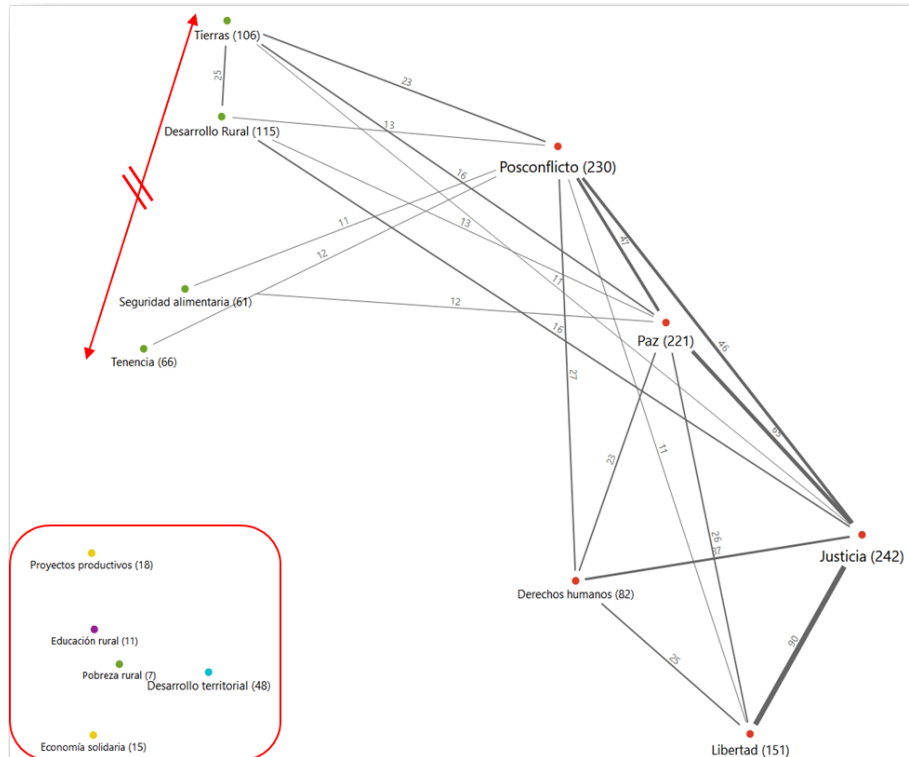 Tierras (106)
25
23
Desarrollo Rural (115)
13
Posconflicto (230)
16
11
13
47
12
11
Seguridad alimentaria (61)
12
16
Paz (221)
46
Tenencia (66)
27
65
23
11
26
Justicia (242)
Proyectos productivos (18)
Derechos humanos (82)
Educación rural (11)
Pobreza rural (7)
25
90
Desarrollo territorial (48)
Economía solidaria (15)
Libertad (151)